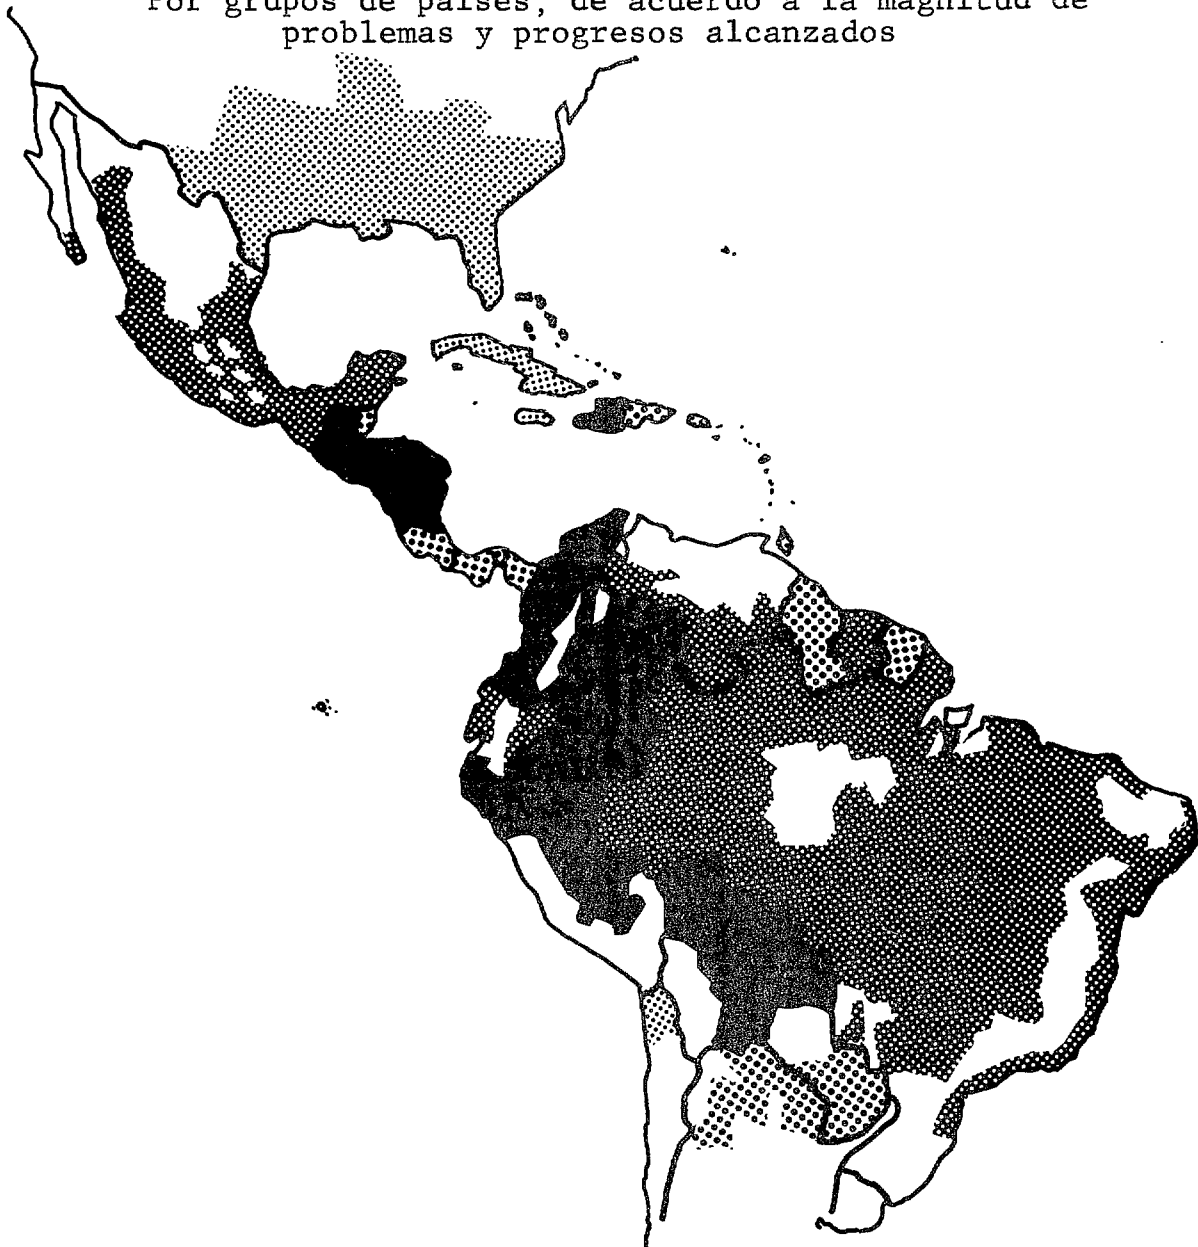 Por grupos de países, de acuerdo a la magnitud de
problemas y progresos alcanzados